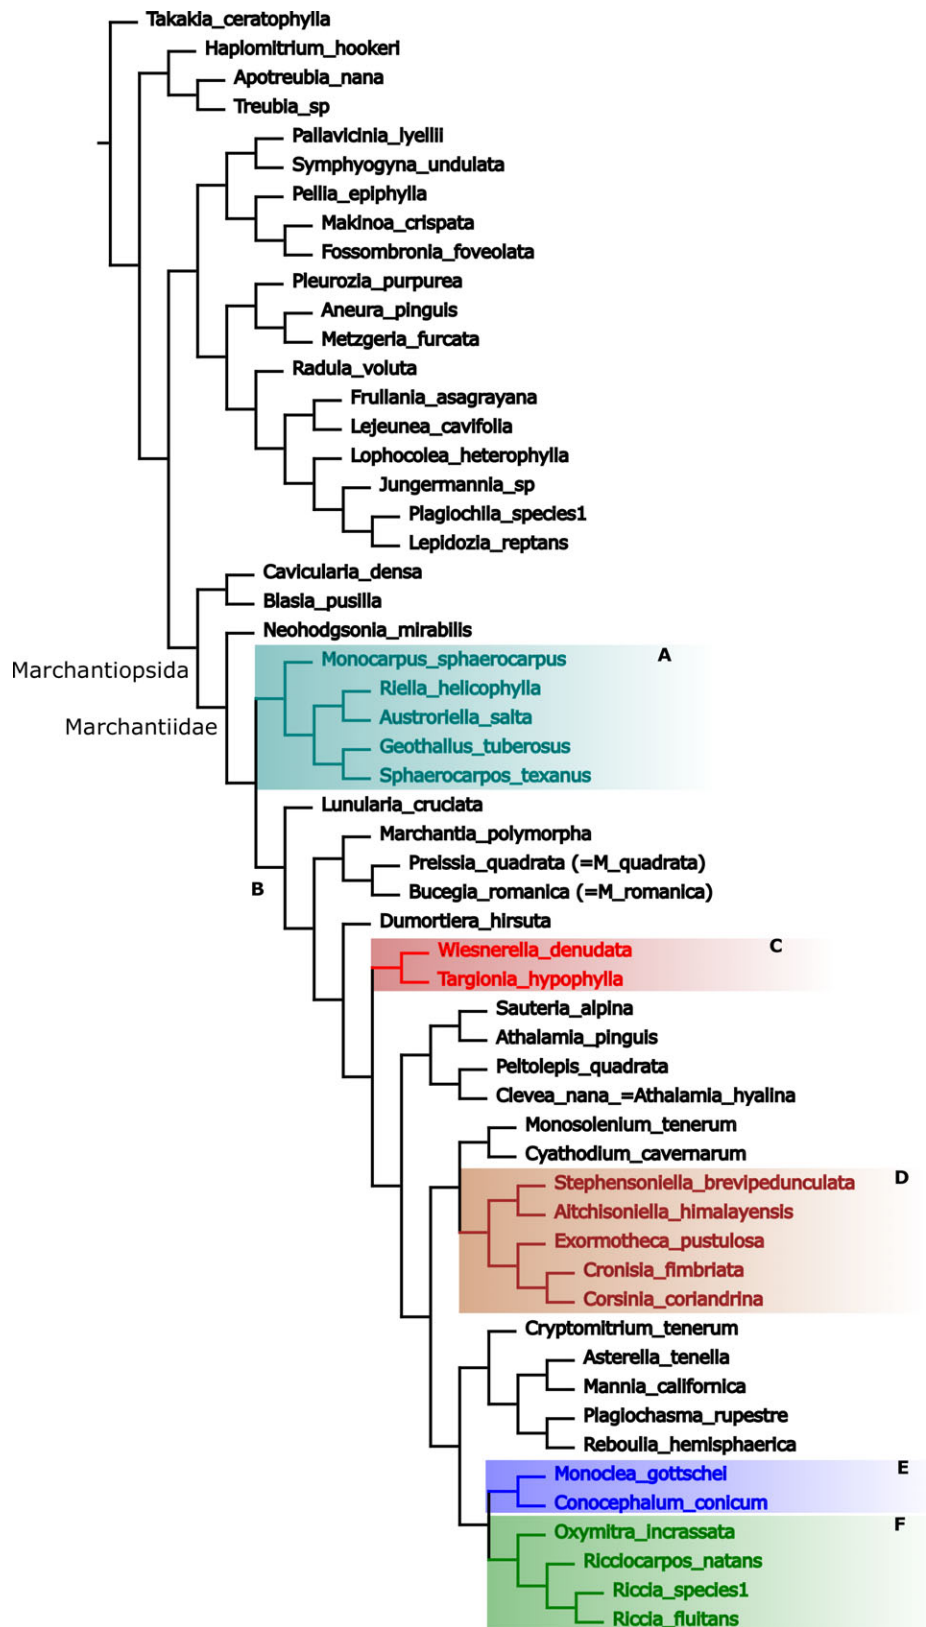 Takakia_ceratophylla
Haplomitrium_hookeri
Apotreubia_nana
Treubia_sp
Pallavicinia_lyellii
Symphyogyna_undulata
Pellia_epiphylla
Makinoa_crispata
Fossombronia_foveolata
Pleurozia_purpurea
Aneura_pinguis
Metzgeria_furcata
Radula_voluta
Frullania_asagrayana
Lejeunea_cavifolia
Lophocolea_heterophylla
Jungermannia_sp
Plagiochila_species1
Lepidozia_reptans
Cavicularia_densa
Blasia_pusilla
Neohodgsonia_mirabilis
Monocarpus_sphaerocarpus A
Marchantiopsida
Riella_helicophylla
Austroriella_salta
Marchantiidae
Geothallus_tuberosus
Sphaerocarpos_texanus
Lunularia_cruciata
Marchantia_polymorpha
Preissia_quadrata (=M_quadrata)
B
Bucegia_romanica (=M_romanica)
Dumortiera_hirsuta
Wiesnerella_denudata C
Targionia_hypophylla
Sauteria_alpina
Athalamia_pinguis
Peltolepis_quadrata
Clevea_nana_=Athalamia_hyalina
Monosolenium_tenerum
Cyathodium_cavernarum
Stephensoniella_brevipedunculata D
Aitchisoniella_himalayensis
Exormotheca_pustulosa
Cronisia_fimbriata
Corsinia_coriandrina
Cryptomitrium_tenerum
Asterella_tenella
Mannia_californica
Plagiochasma_rupestre
Reboulia_hemisphaerica
Monoclea_gottschei E
Conocephalum_conicum
Oxymitra_incrassata F
Ricciocarpos_natans
Riccia_species1
Riccia_fluitans